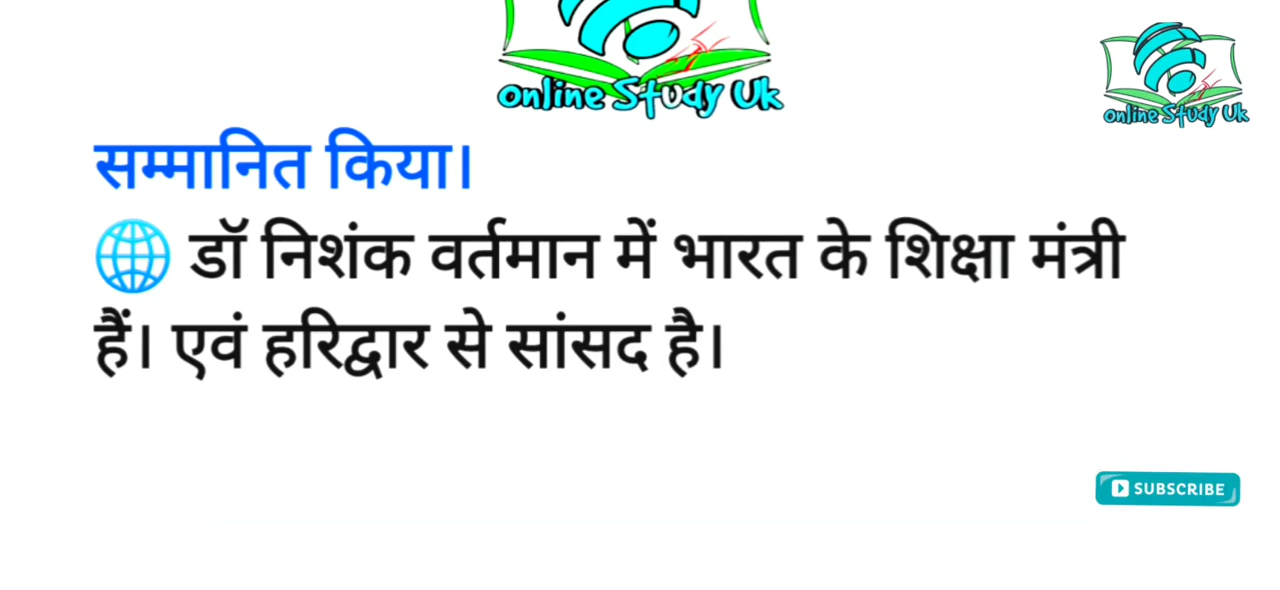 Online Study Uk
Online Study Uk
सम्मानित किया।
🌐 डॉ निशंक वर्तमान में भारत के शिक्षा मंत्री
हैं। एवं हरिद्वार से सांसद है।
SUBSCRIBE